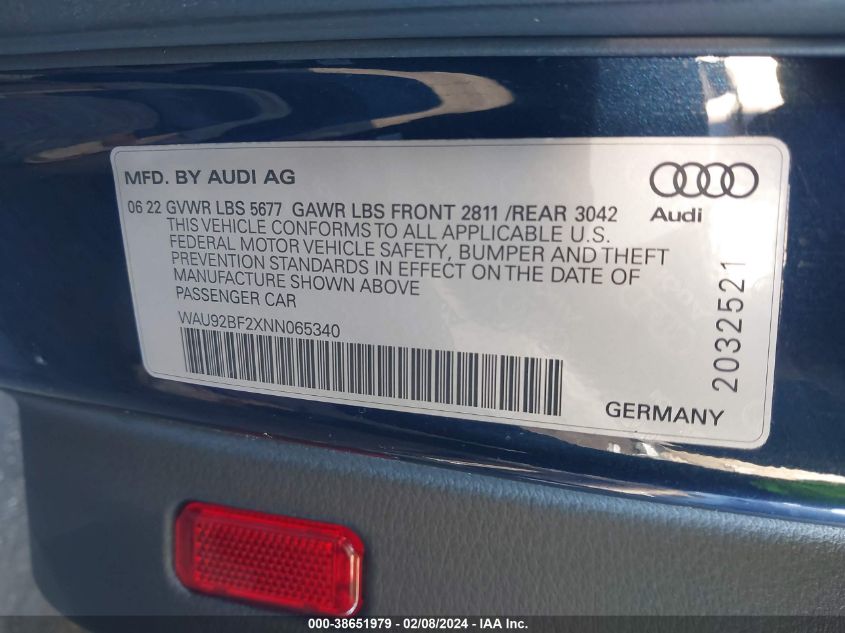 MFD. BY AUDI AG
Audi
06 22 GVWR LBS 5677 GAWR LBS FRONT 2811 /REAR 3042
THIS VEHICLE CONFORMS TO ALL APPLICABLE U.S.
FEDERAL MOTOR VEHICLE SAFETY, BUMPER AND THEFT
PREVENTION STANDARDS IN EFFECT ON THE DATE OF
MANUFACTURE SHOWN ABOVE
PASSENGER CAR
WAU92BF2XNN065340
2032521
GERMANY
000-38651979 - 02/08/2024 - IAA Inc.